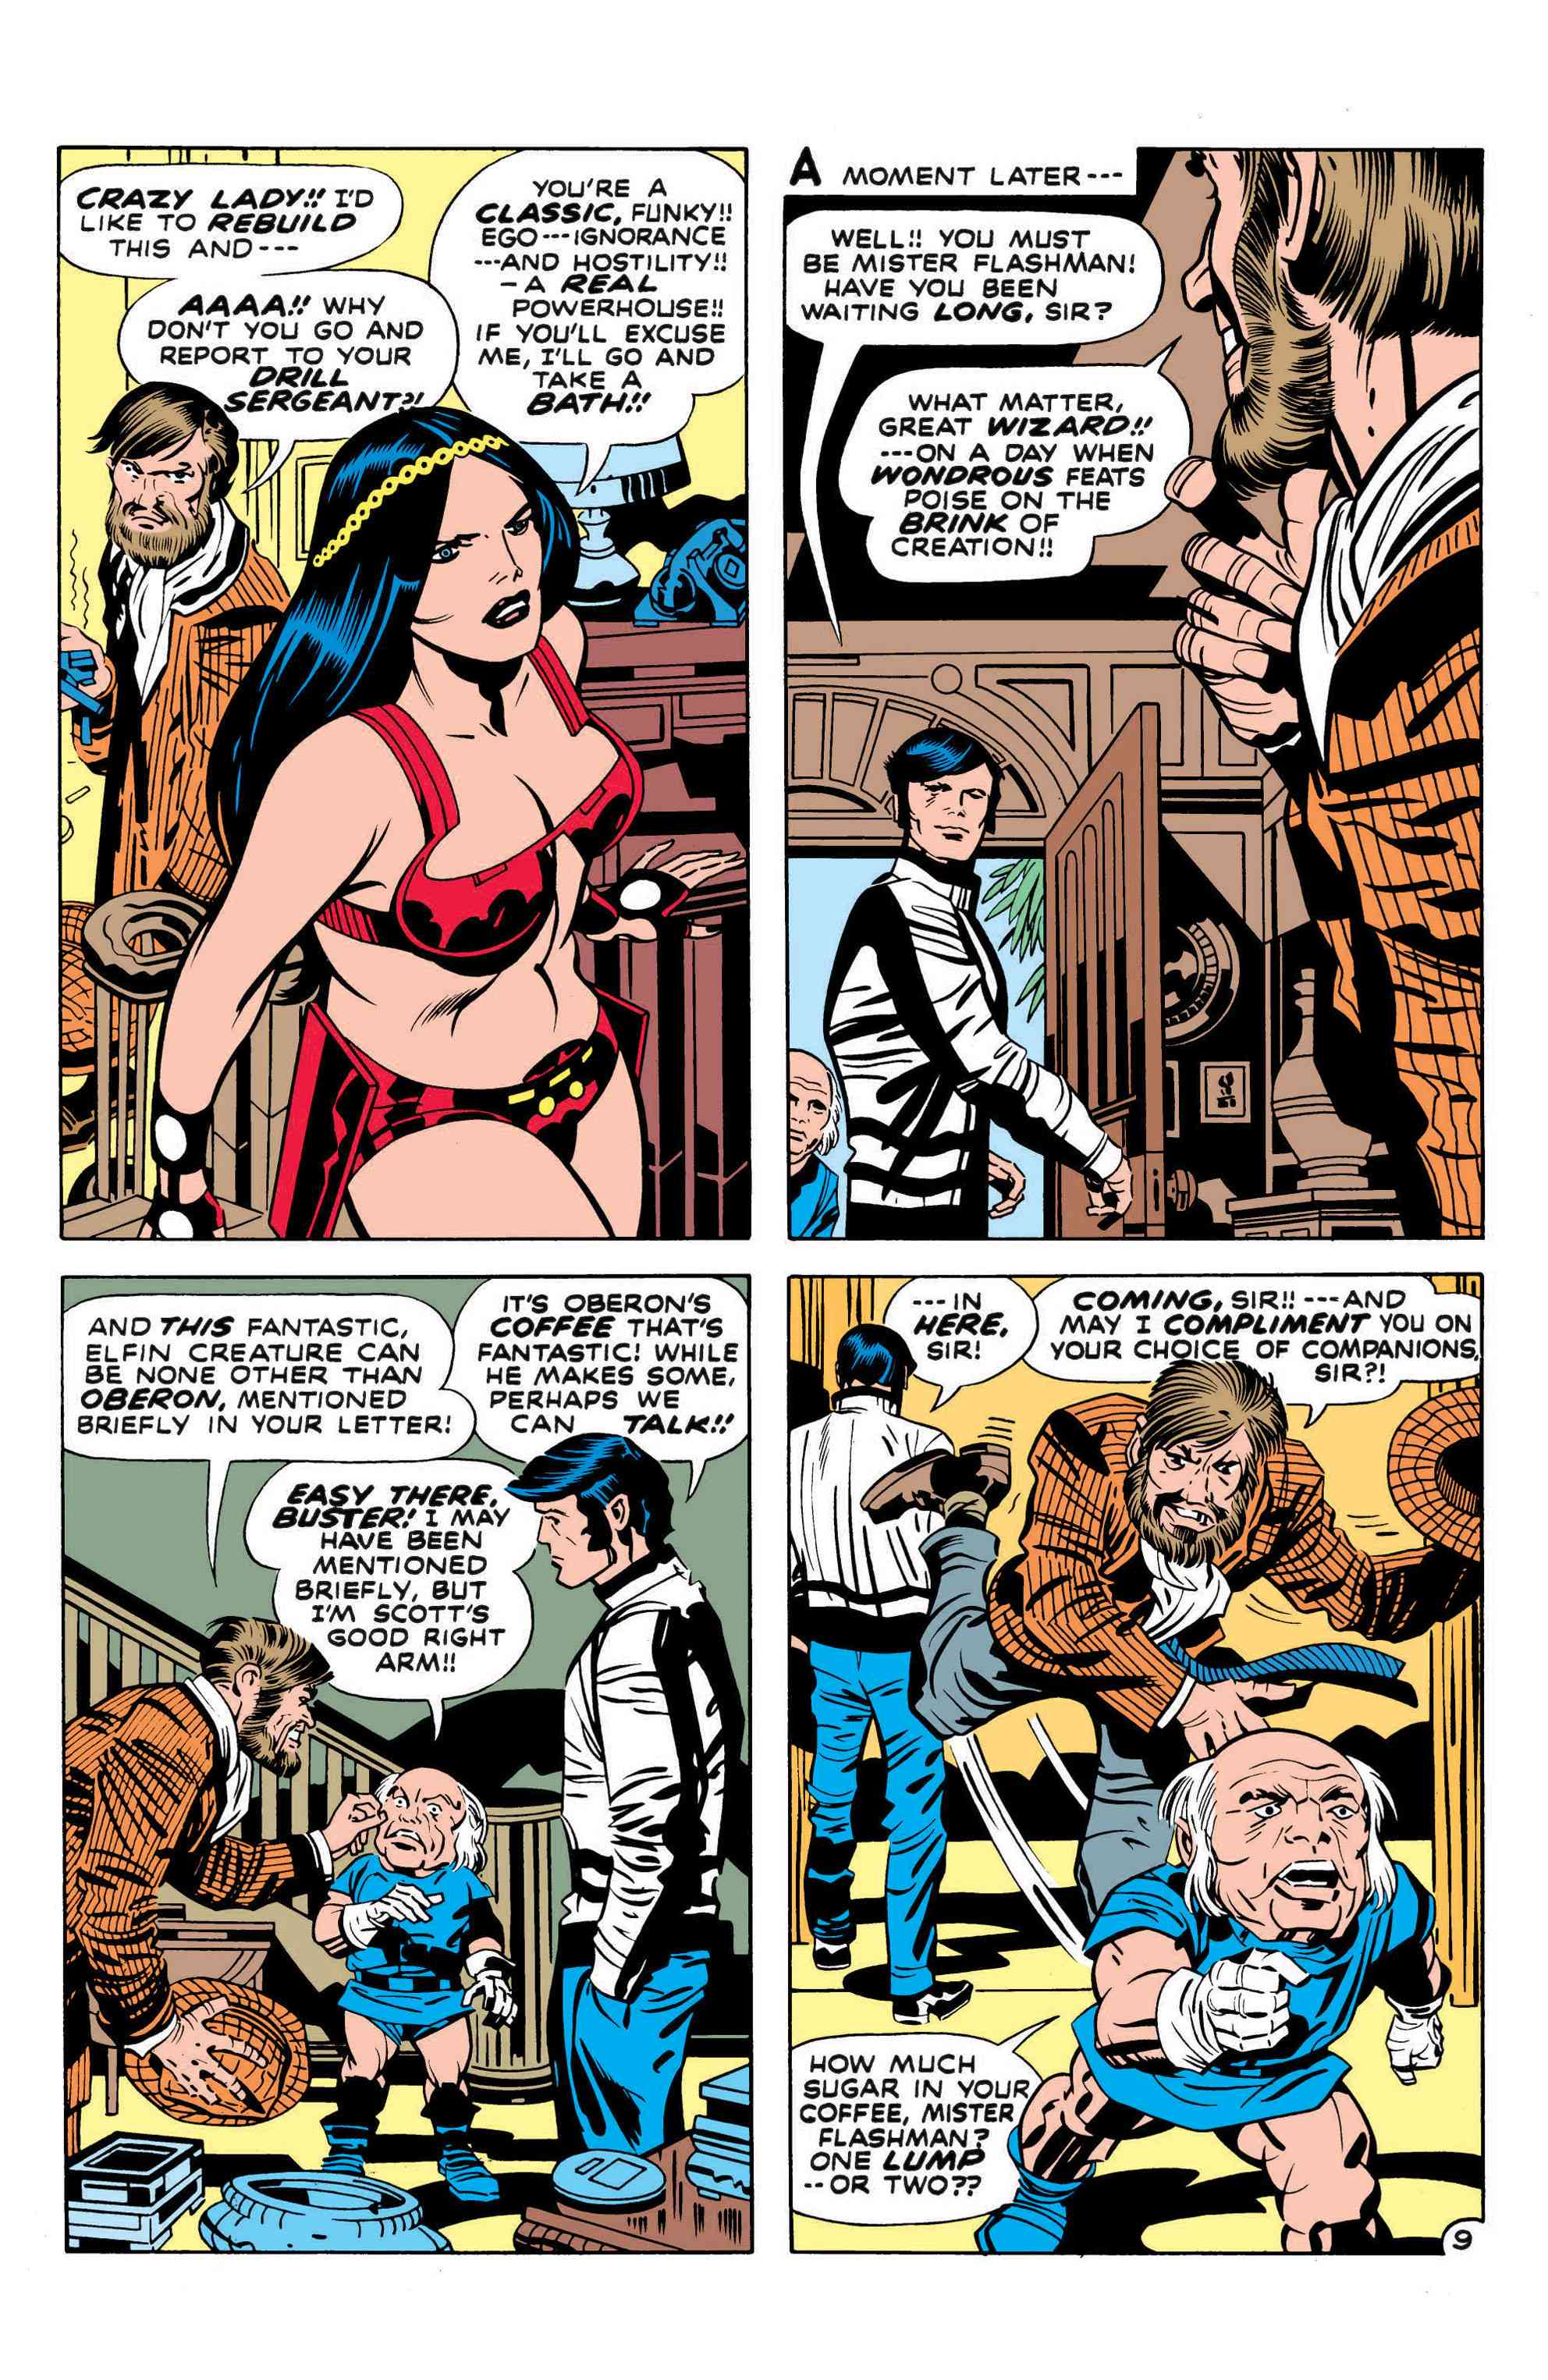 CRAZY LADY!! I'D
LIKE TO REBUILD
THIS AND---
AAAA!! WHY
DON'T YOU GO AND
REPORT TO YOUR
DRILL
SERGEANT?!
YOU'RE A
CLASSIC, FUNKY!!
EGO---IGNORANCE
---AND HOSTILITY!!
- A REAL
POWERHOUSE!!
IF YOU'LL EXCUSE
ME, I'LL GO AND
TAKE A
BATH!!
A MOMENT LATER---
WELL!! YOU MUST
BE MISTER FLASHMAN!
HAVE YOU BEEN
WAITING LONG, SIR?
WHAT MATTER,
GREAT WIZARD!!
---ON A DAY WHEN
WONDROUS FEATS
POISE ON THE
BRINK OF
CREATION!!
AND THIS FANTASTIC,
ELFIN CREATURE CAN
BE NONE OTHER THAN
OBERON, MENTIONED
BRIEFLY IN YOUR LETTER!
EASY THERE,
BUSTER! I MAY
HAVE BEEN
MENTIONED
BRIEFLY, BUT
I'M SCOTT'S
GOOD RIGHT
ARM!!
IT'S OBERON'S
COFFEE THAT'S
FANTASTIC! WHILE
HE MAKES SOME,
PERHAPS WE
CAN TALK!!
---IN
HERE,
SIR!
COMING, SIR!! ---AND
MAY I COMPLIMENT YOU ON
YOUR CHOICE OF COMPANIONS,
SIR?!
HOW MUCH
SUGAR IN YOUR
COFFEE, MISTER
FLASHMAN?
ONE LUMP
--OR TWO??
9